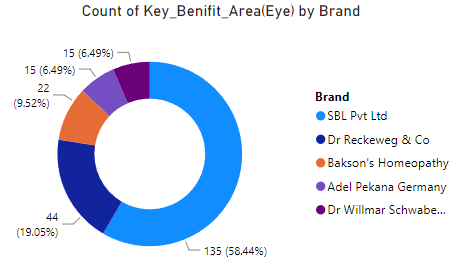 Count of Key_Benifit_Area(Eye) by Brand
15 (6.49%)
15 (6.49%)
22
(9.52%)
44
(19.05%)
135 (58.44%)
Brand
SBL Pvt Ltd
Dr Reckeweg & Co
Bakson's Homeopathy
Adel Pekana Germany
Dr Willmar Schwabe...